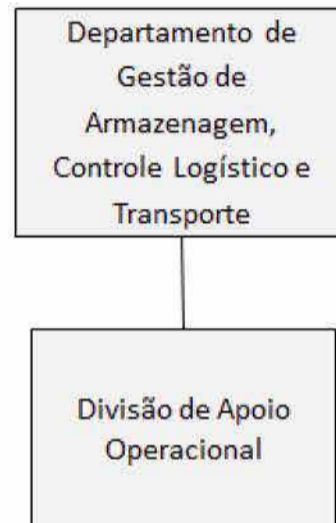 Departamento de
Gestão de
Armazenagem,
Controle Logístico e
Transporte
Divisão de Apoio
Operacional